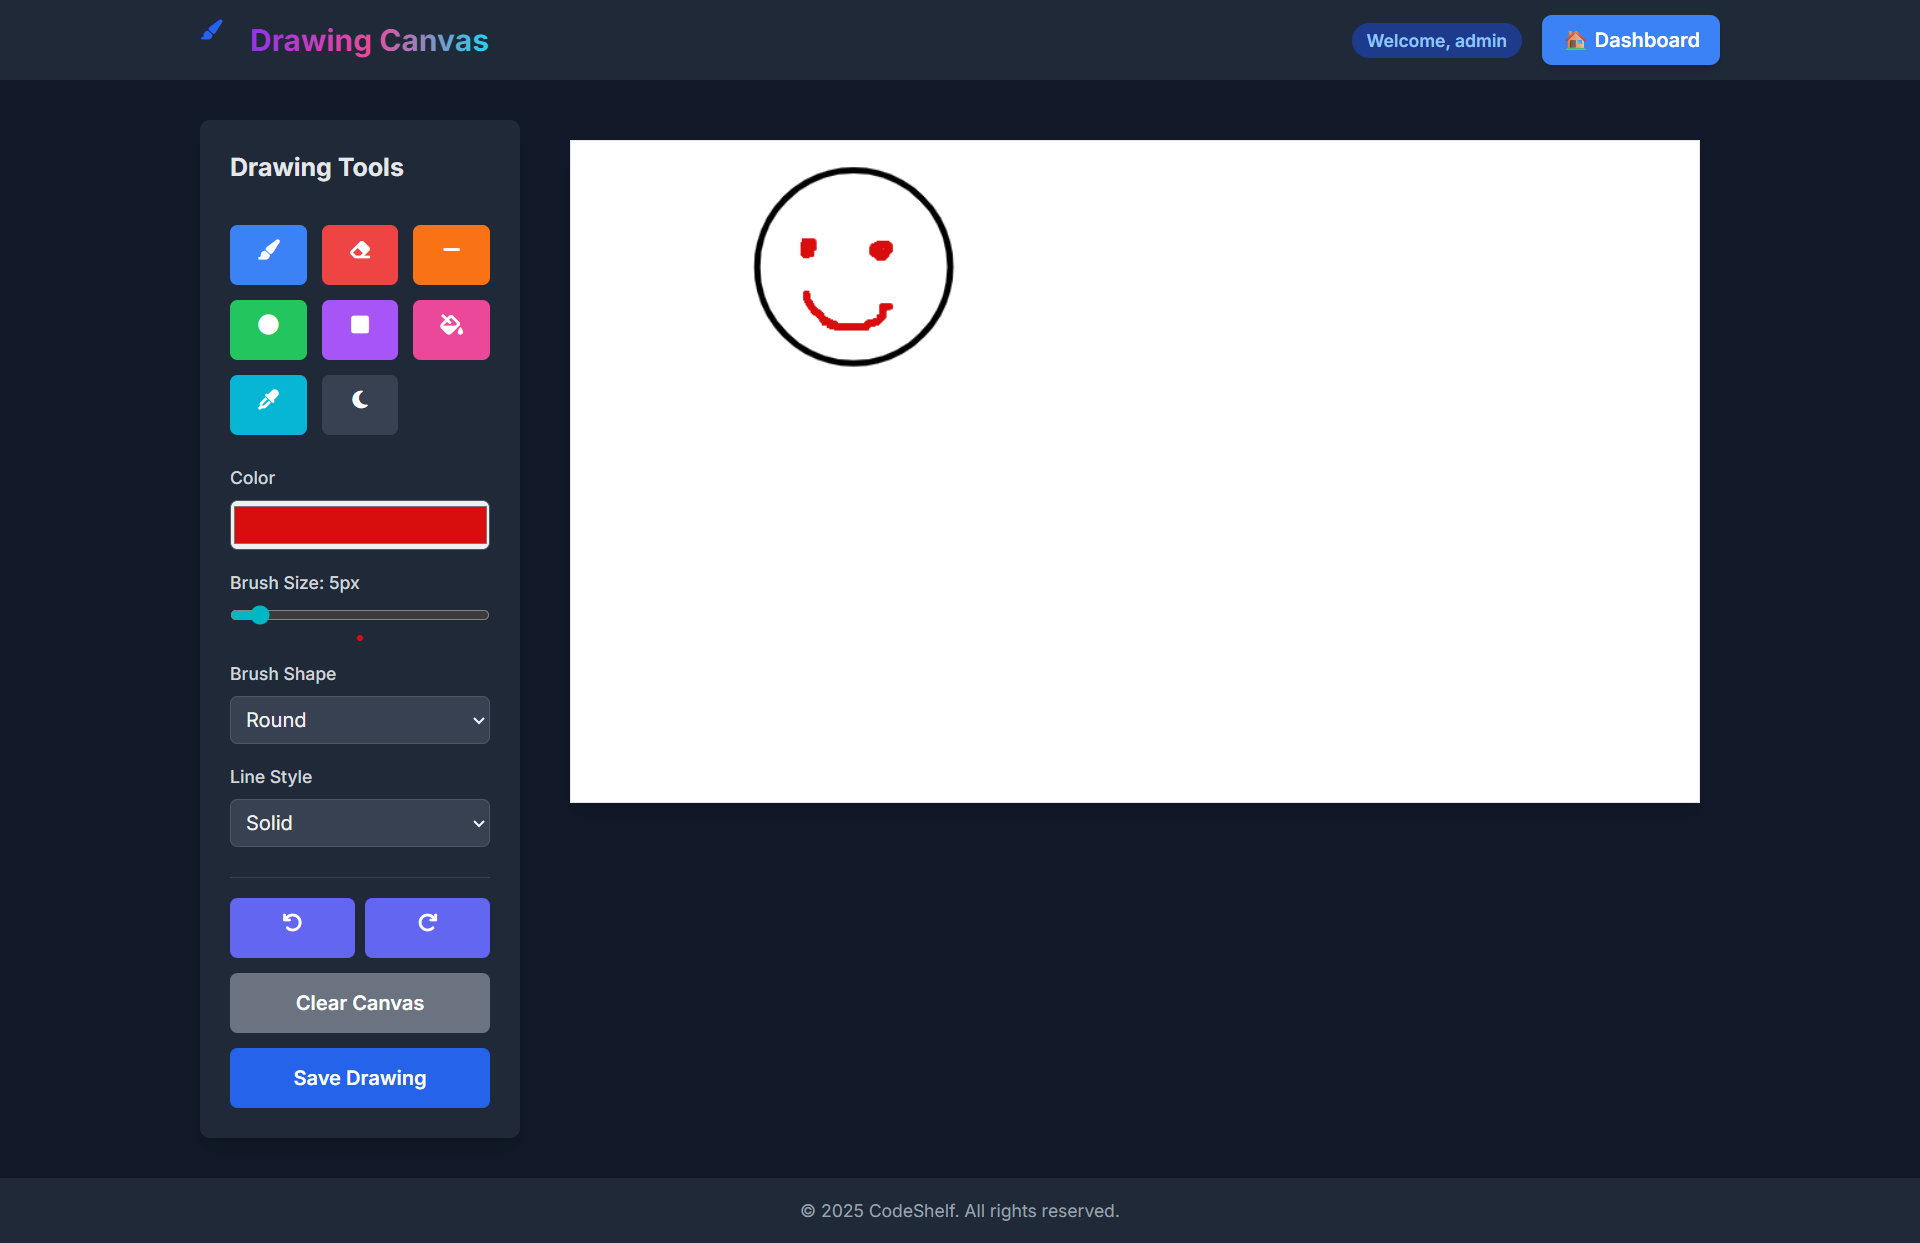 Drawing Canvas
Welcome, admin
Dashboard
Drawing Tools
Color
Brush Size: 5px
Brush Shape
Round
Line Style
Solid
Clear Canvas
Save Drawing
© 2025 CodeShelf. All rights reserved.